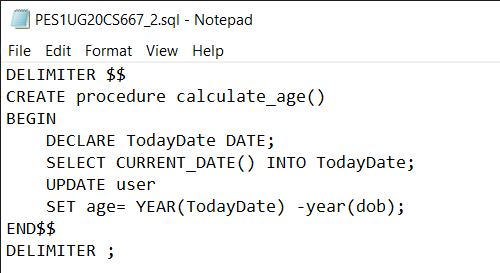 PES1UG20CS667_2.sql - Notepad
File Edit Format View Help
DELIMITER $$
CREATE procedure calculate_age()
BEGIN
    DECLARE TodayDate DATE;
    SELECT CURRENT_DATE() INTO TodayDate;
    UPDATE user
    SET age= YEAR(TodayDate) -year(dob);
END$$
DELIMITER ;